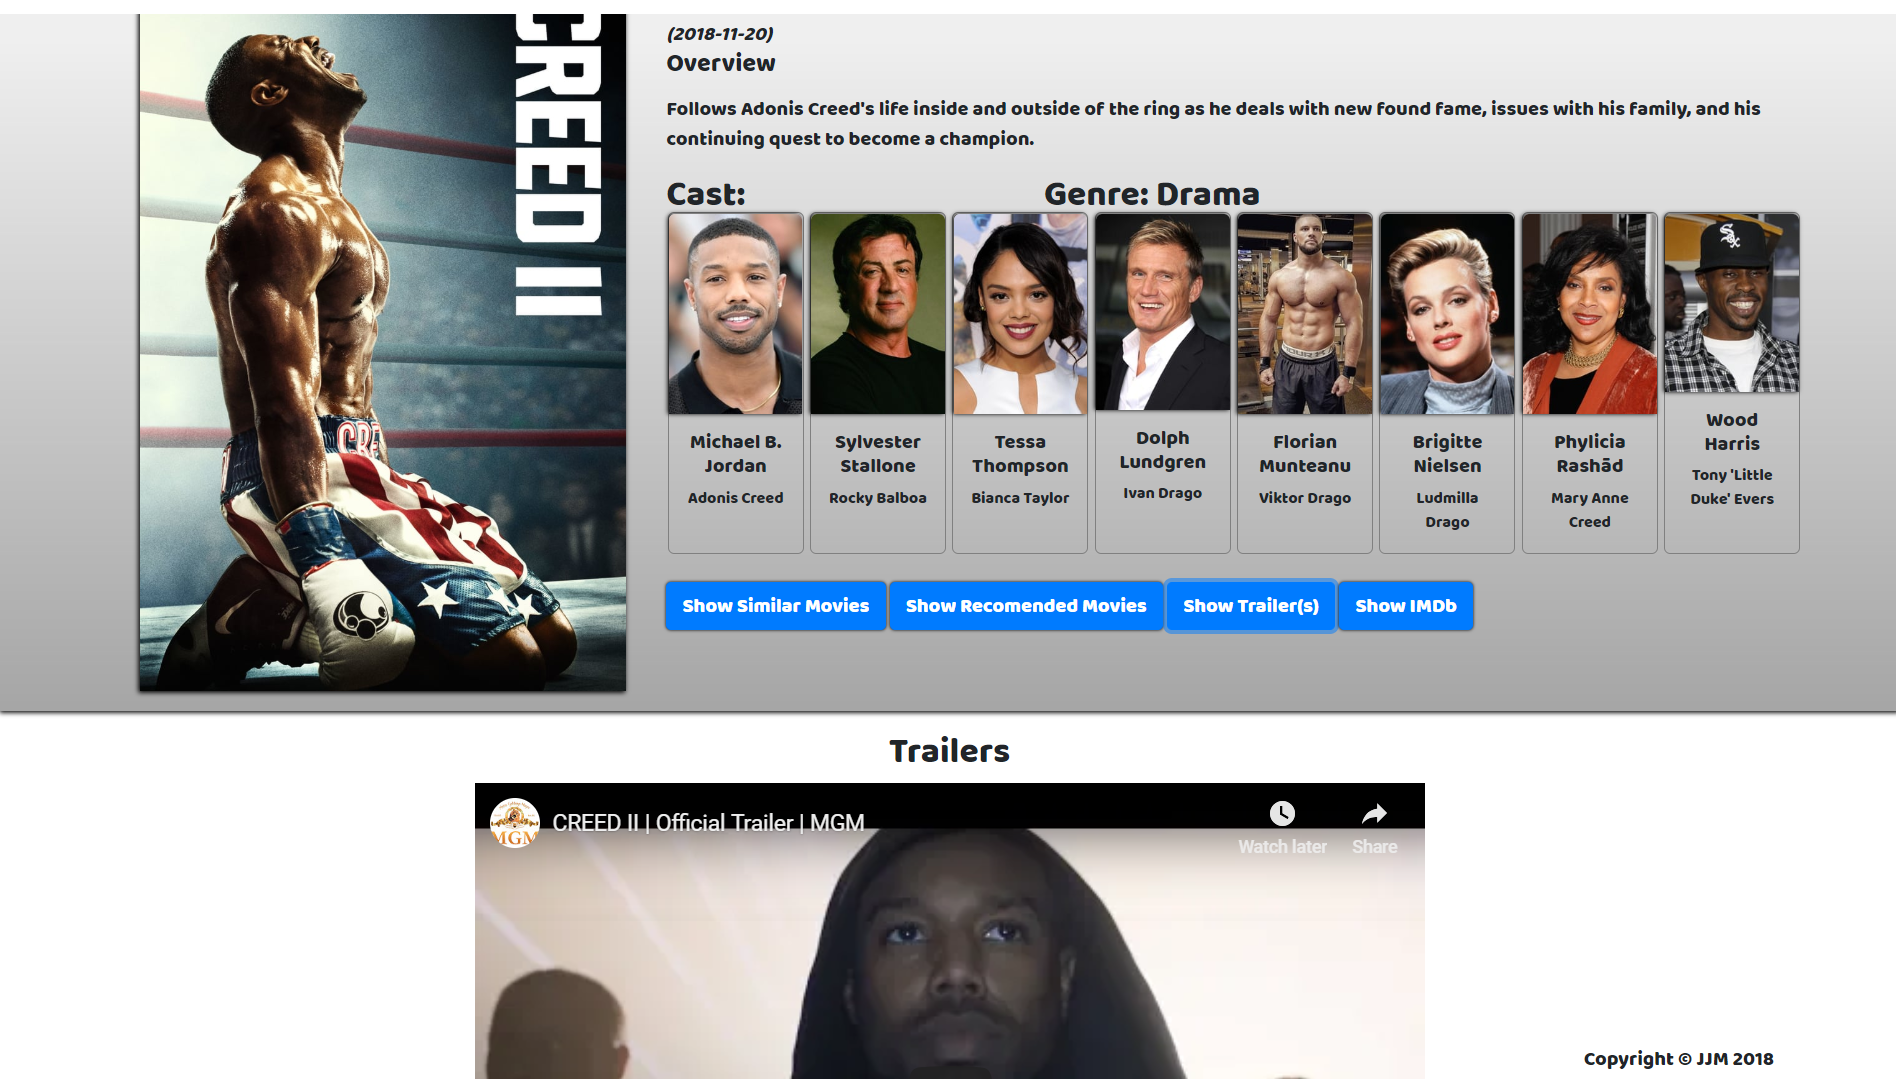 CREED II
(2018-11-20)
Overview
Follows Adonis Creed's life inside and outside of the ring as he deals with new found fame, issues with his family, and his
continuing quest to become a champion.
Cast:
Genre: Drama
CRE
Michael B.
Jordan
Adonis Creed
Sylvester
Stallone
Rocky Balboa
Tessa
Thompson
Bianca Taylor
Dolph
Lundgren
Ivan Drago
Florian
Munteanu
Viktor Drago
Brigitte
Nielsen
Ludmilla
Drago
Phylicia
Rashād
Mary Anne
Creed
Wood
Harris
Tony 'Little
Duke' Evers
Show Similar Movies
Show Recomended Movies
Show Trailer(s)
Show IMDb
Trailers
MGM
CREED II | Official Trailer | MGM
Watch later
Share
Copyright © JJM 2018